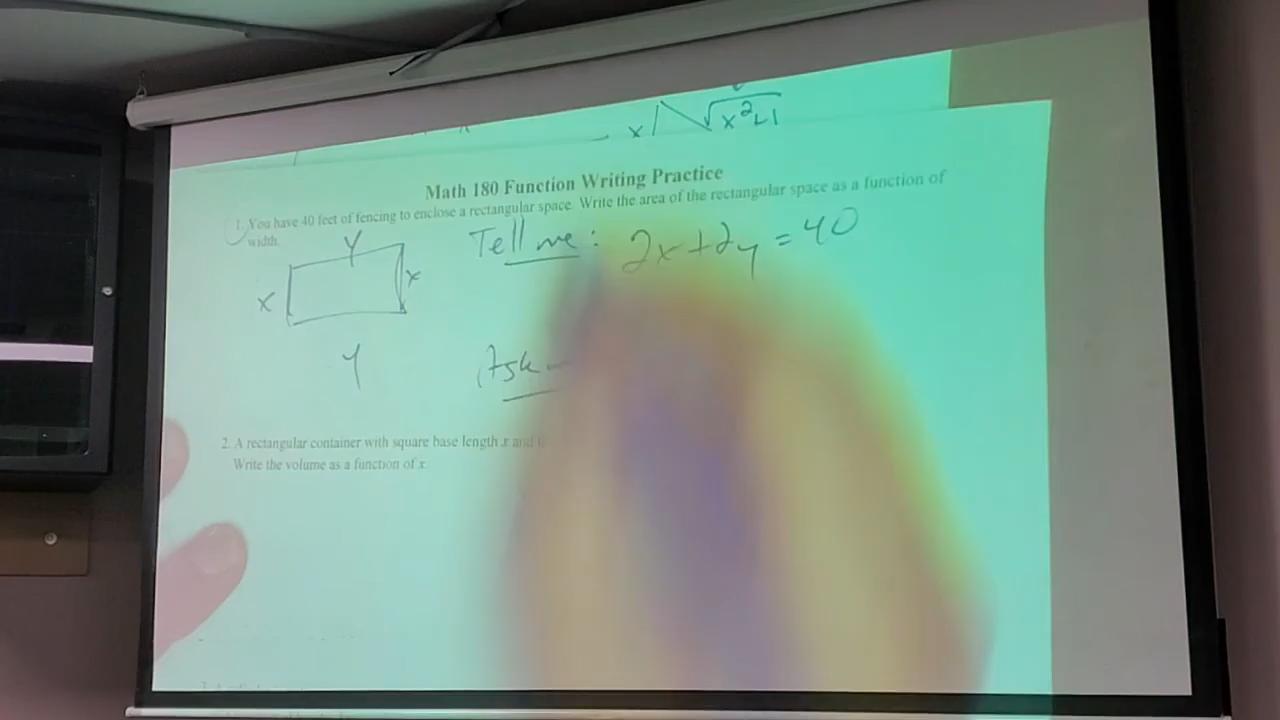 x √x²+1
Math 180 Function Writing Practice
1. You have 40 feet of fencing to enclose a rectangular space. Write the area of the rectangular space as a function of
width.
Tell me: 2x+2y=40
y
x x
y
Ask
2. A rectangular container with square base length x and
Write the volume as a function of x.